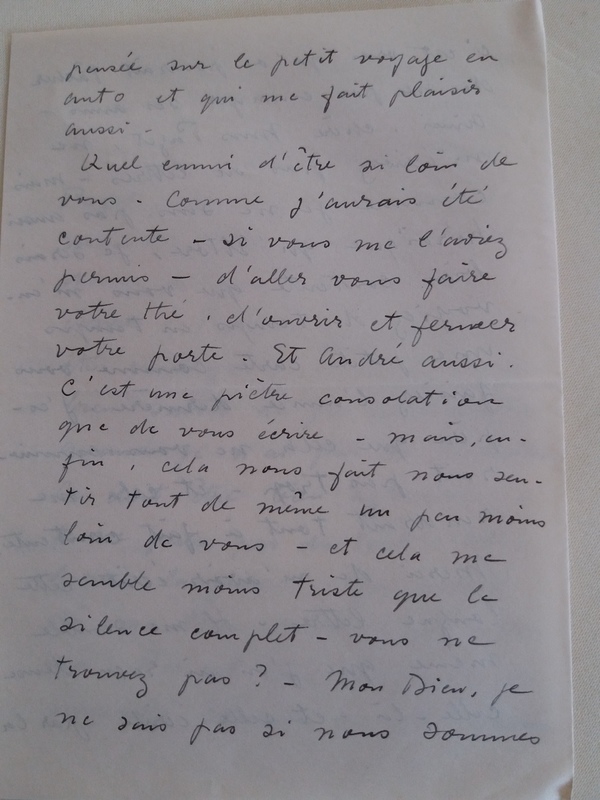 pensée sur le petit voyage en
auto et qui me fait plaisir
aussi -
Quel ennui d'être si loin de
vous - Comme j'aurais été
contente - si vous me l'aviez
permis - d'aller vous faire
votre thé, d'ouvrir et fermer
votre porte. Et André aussi.
C'est une piètre consolation
que de vous écrire - mais, en-
fin, cela nous fait nous sen-
tir tout de même un peu moins
loin de vous - et cela me
semble moins triste que le
silence complet - vous ne
trouvez pas ? - Mon Dieu, je
ne sais pas si nous sommes